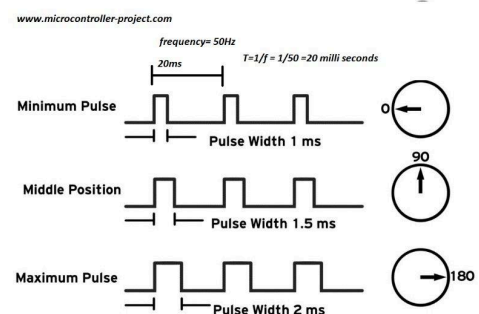 www.microcontroller-project.com
frequency= 50Hz
20ms
T=1/f = 1/50 =20 milli seconds
Minimum Pulse
0
Pulse Width 1 ms
90
Middle Position
Pulse Width 1.5 ms
Maximum Pulse
180
Pulse Width 2 ms